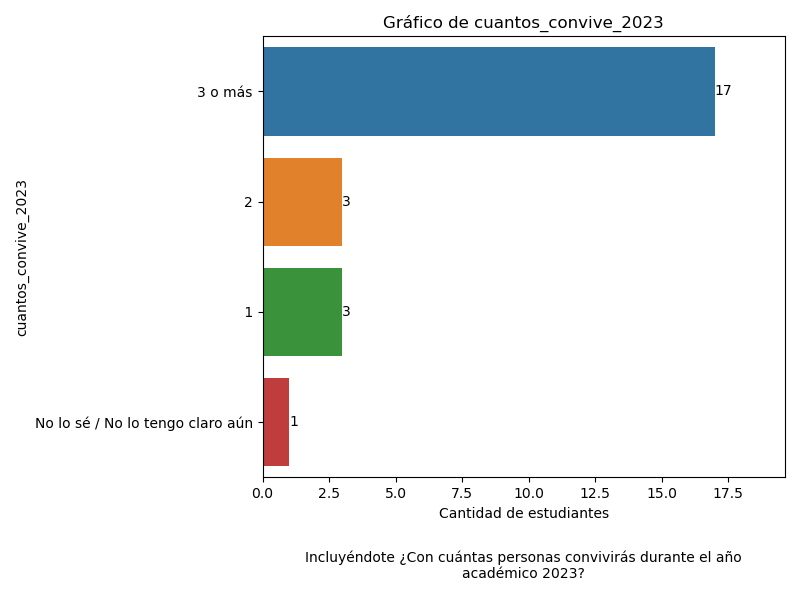 Gráfico de cuantos_convive_2023
cuantos_convive_2023
3 o más
17
2
3
1
3
No lo sé / No lo tengo claro aún
1
0.0 2.5 5.0 7.5 10.0 12.5 15.0 17.5
Cantidad de estudiantes
Incluyéndote ¿Con cuántas personas convivirás durante el año
académico 2023?